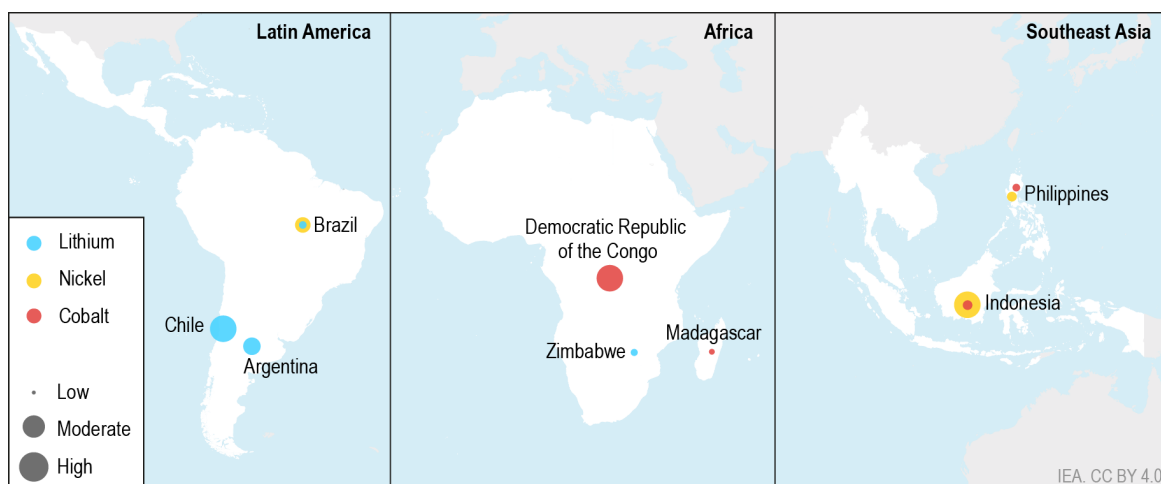 Latin America
Africa
Southeast Asia
Brazil
Chile
Argentina
Democratic Republic
of the Congo
Zimbabwe
Madagascar
Philippines
Indonesia
Lithium
Nickel
Cobalt
Low
Moderate
High
IEA. CC BY 4.0